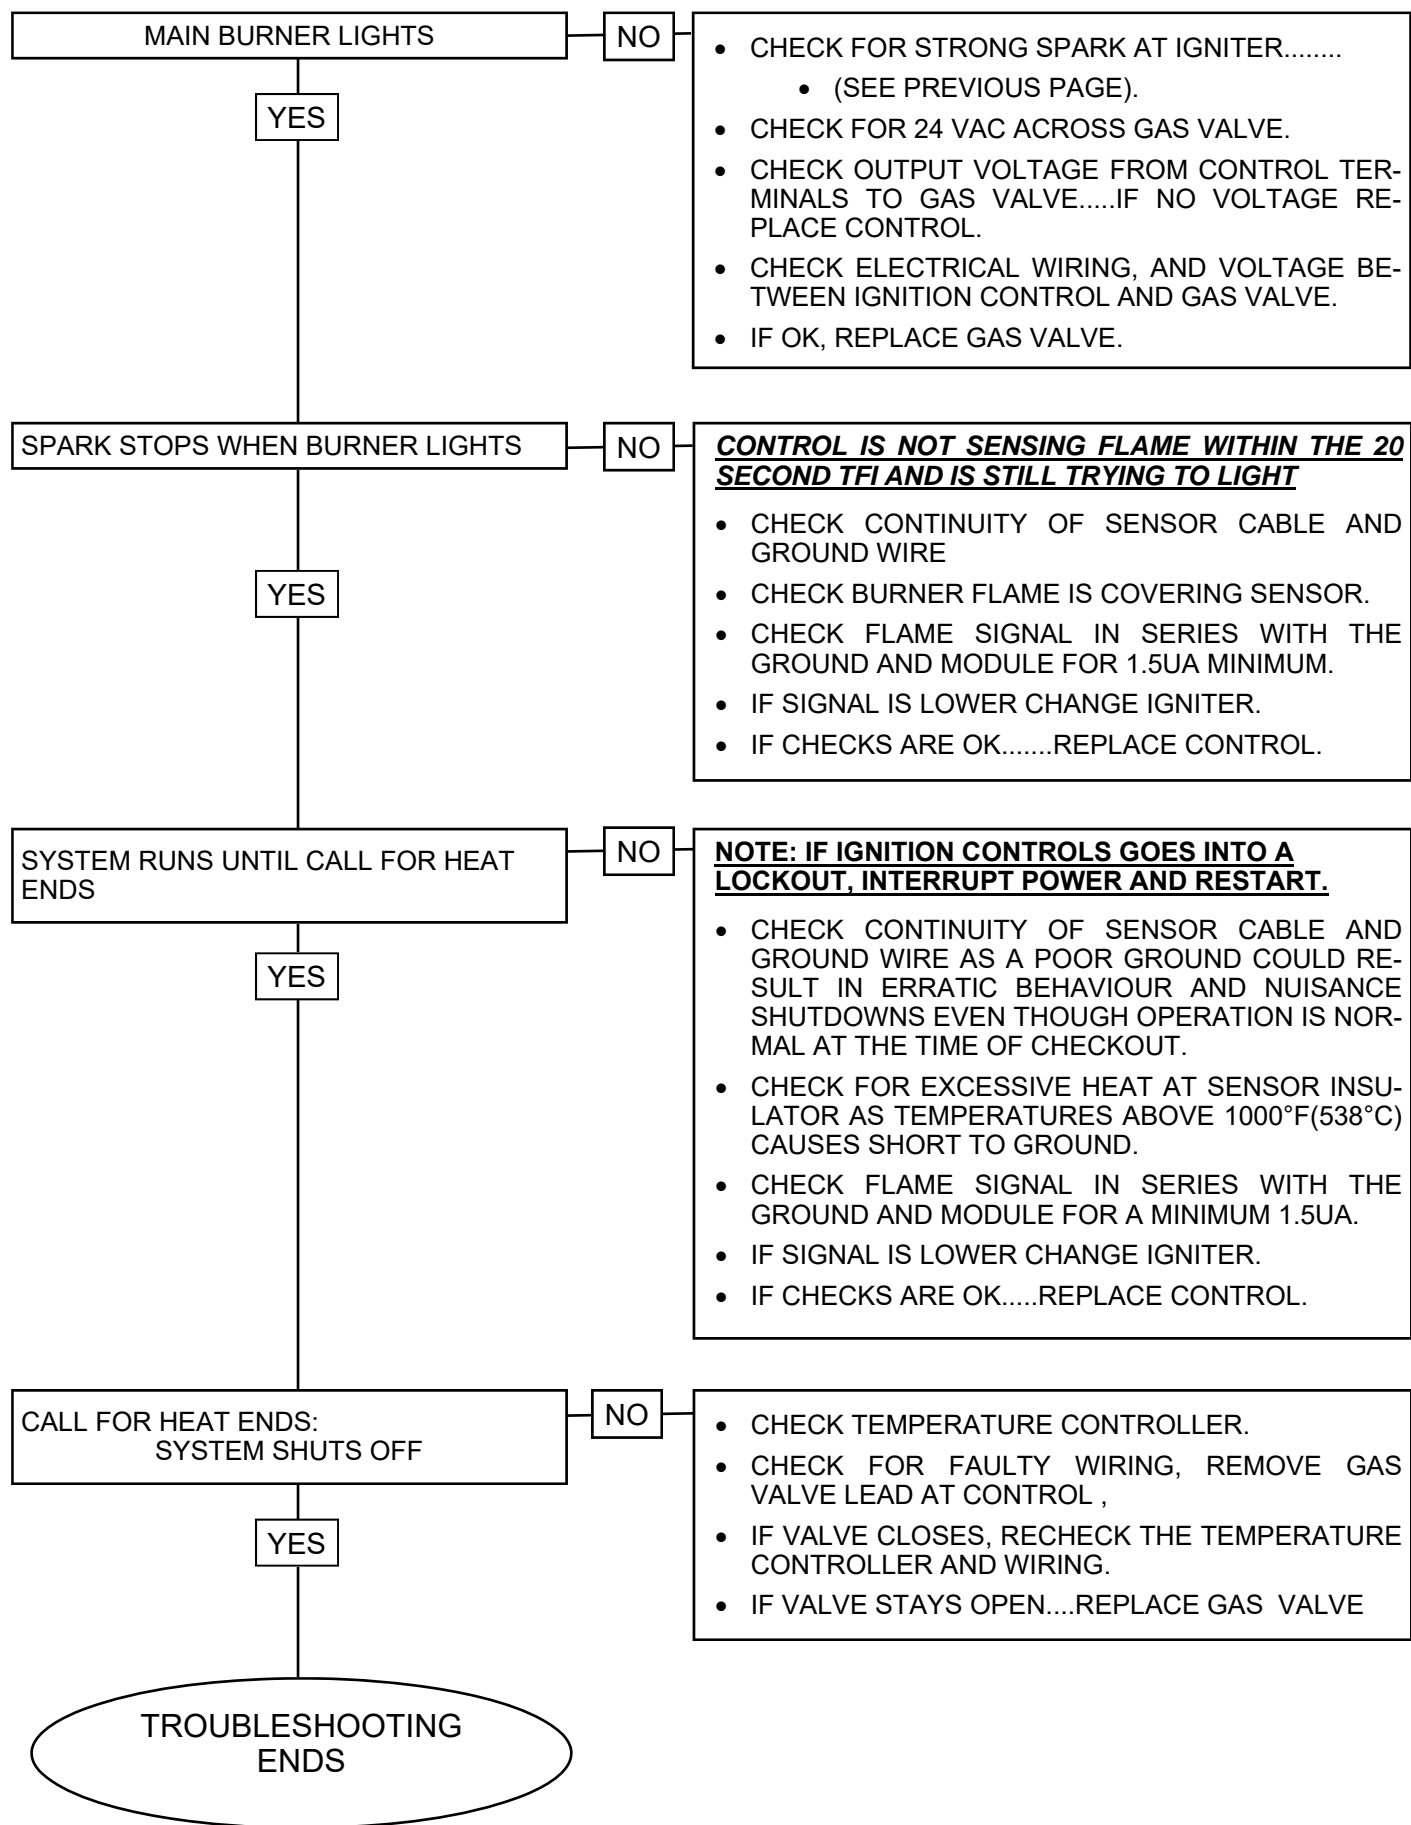 MAIN BURNER LIGHTS
NO
• CHECK FOR STRONG SPARK AT IGNITER........
• (SEE PREVIOUS PAGE).
• CHECK FOR 24 VAC ACROSS GAS VALVE.
• CHECK OUTPUT VOLTAGE FROM CONTROL TER-
MINALS TO GAS VALVE.....IF NO VOLTAGE RE-
PLACE CONTROL.
• CHECK ELECTRICAL WIRING, AND VOLTAGE BE-
TWEEN IGNITION CONTROL AND GAS VALVE.
• IF OK, REPLACE GAS VALVE.
YES
SPARK STOPS WHEN BURNER LIGHTS
NO
CONTROL IS NOT SENSING FLAME WITHIN THE 20
SECOND TFI AND IS STILL TRYING TO LIGHT
• CHECK CONTINUITY OF SENSOR CABLE AND
GROUND WIRE
• CHECK BURNER FLAME IS COVERING SENSOR.
• CHECK FLAME SIGNAL IN SERIES WITH THE
GROUND AND MODULE FOR 1.5UA MINIMUM.
• IF SIGNAL IS LOWER CHANGE IGNITER.
• IF CHECKS ARE OK.......REPLACE CONTROL.
YES
SYSTEM RUNS UNTIL CALL FOR HEAT
ENDS
NO
NOTE: IF IGNITION CONTROLS GOES INTO A
LOCKOUT, INTERRUPT POWER AND RESTART.
• CHECK CONTINUITY OF SENSOR CABLE AND
GROUND WIRE AS A POOR GROUND COULD RE-
SULT IN ERRATIC BEHAVIOUR AND NUISANCE
SHUTDOWNS EVEN THOUGH OPERATION IS NOR-
MAL AT THE TIME OF CHECKOUT.
• CHECK FOR EXCESSIVE HEAT AT SENSOR INSU-
LATOR AS TEMPERATURES ABOVE 1000°F(538°C)
CAUSES SHORT TO GROUND.
• CHECK FLAME SIGNAL IN SERIES WITH THE
GROUND AND MODULE FOR A MINIMUM 1.5UA.
• IF SIGNAL IS LOWER CHANGE IGNITER.
• IF CHECKS ARE OK.....REPLACE CONTROL.
YES
CALL FOR HEAT ENDS:
SYSTEM SHUTS OFF
NO
• CHECK TEMPERATURE CONTROLLER.
• CHECK FOR FAULTY WIRING, REMOVE GAS
VALVE LEAD AT CONTROL ,
• IF VALVE CLOSES, RECHECK THE TEMPERATURE
CONTROLLER AND WIRING.
• IF VALVE STAYS OPEN....REPLACE GAS VALVE
YES
TROUBLESHOOTING
ENDS